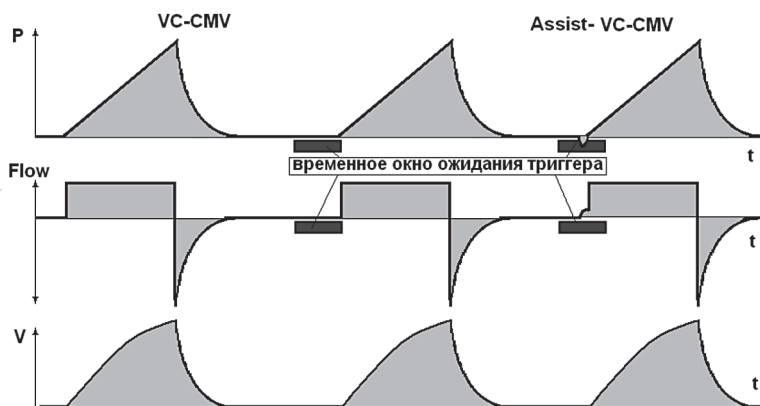 VC-CMV
Assist- VC-CMV
P
t
временное окно ожидания триггера
Flow
t
V
t